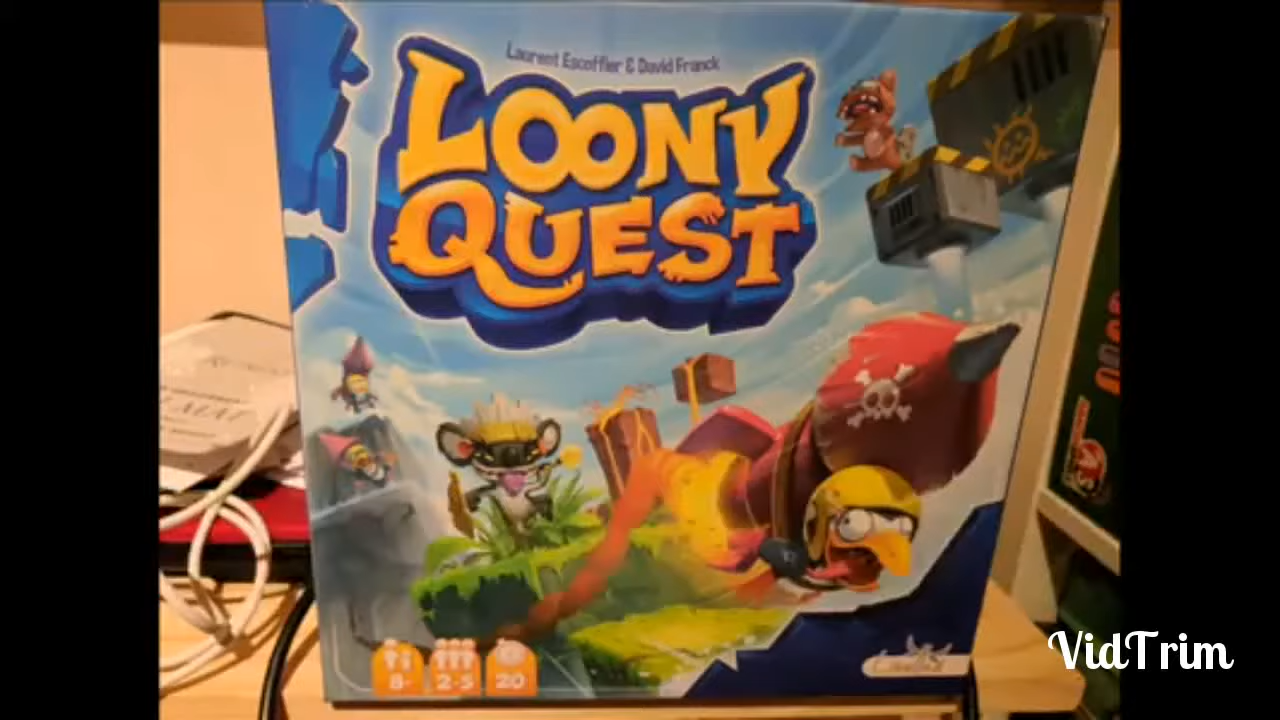 Laurent Escoffier & David Franck
LOONY
QUEST
8-
2-5
20
VidTrim